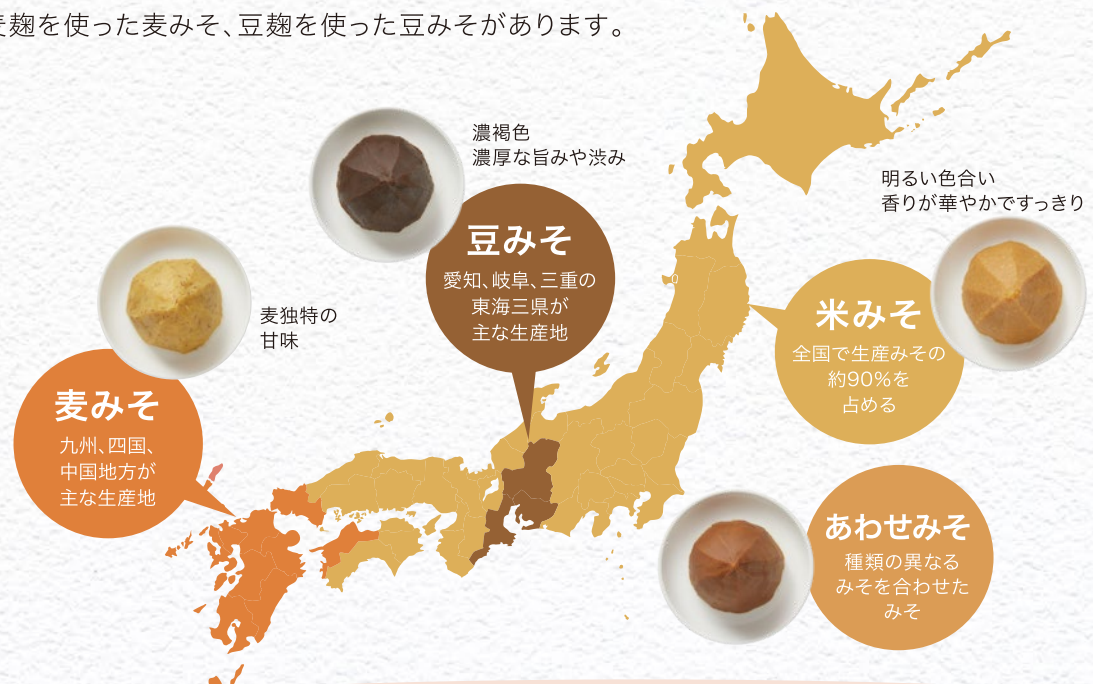 麹を使った麦みそ、豆麹を使った豆みそがあります。
濃褐色
濃厚な旨みや渋み
豆みそ
愛知、岐阜、三重の
東海三県が
主な生産地
明るい色合い
香りが華やかですっきり
米みそ
全国で生産みその
約90%を
占める
麦独特の
甘味
麦みそ
九州、四国、
中国地方が
主な生産地
あわせみそ
種類の異なる
みそを合わせた
みそ